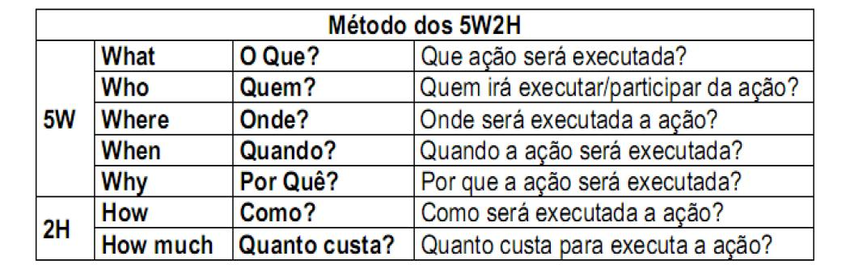 Método dos 5W2H
5W
What O Que? Que ação será executada?
Who Quem? Quem irá executar/participar da ação?
Where Onde? Onde será executada a ação?
When Quando? Quando a ação será executada?
Why Por Quê? Por que a ação será executada?
2H
How Como? Como será executada a ação?
How much Quanto custa? Quanto custa para executa a ação?